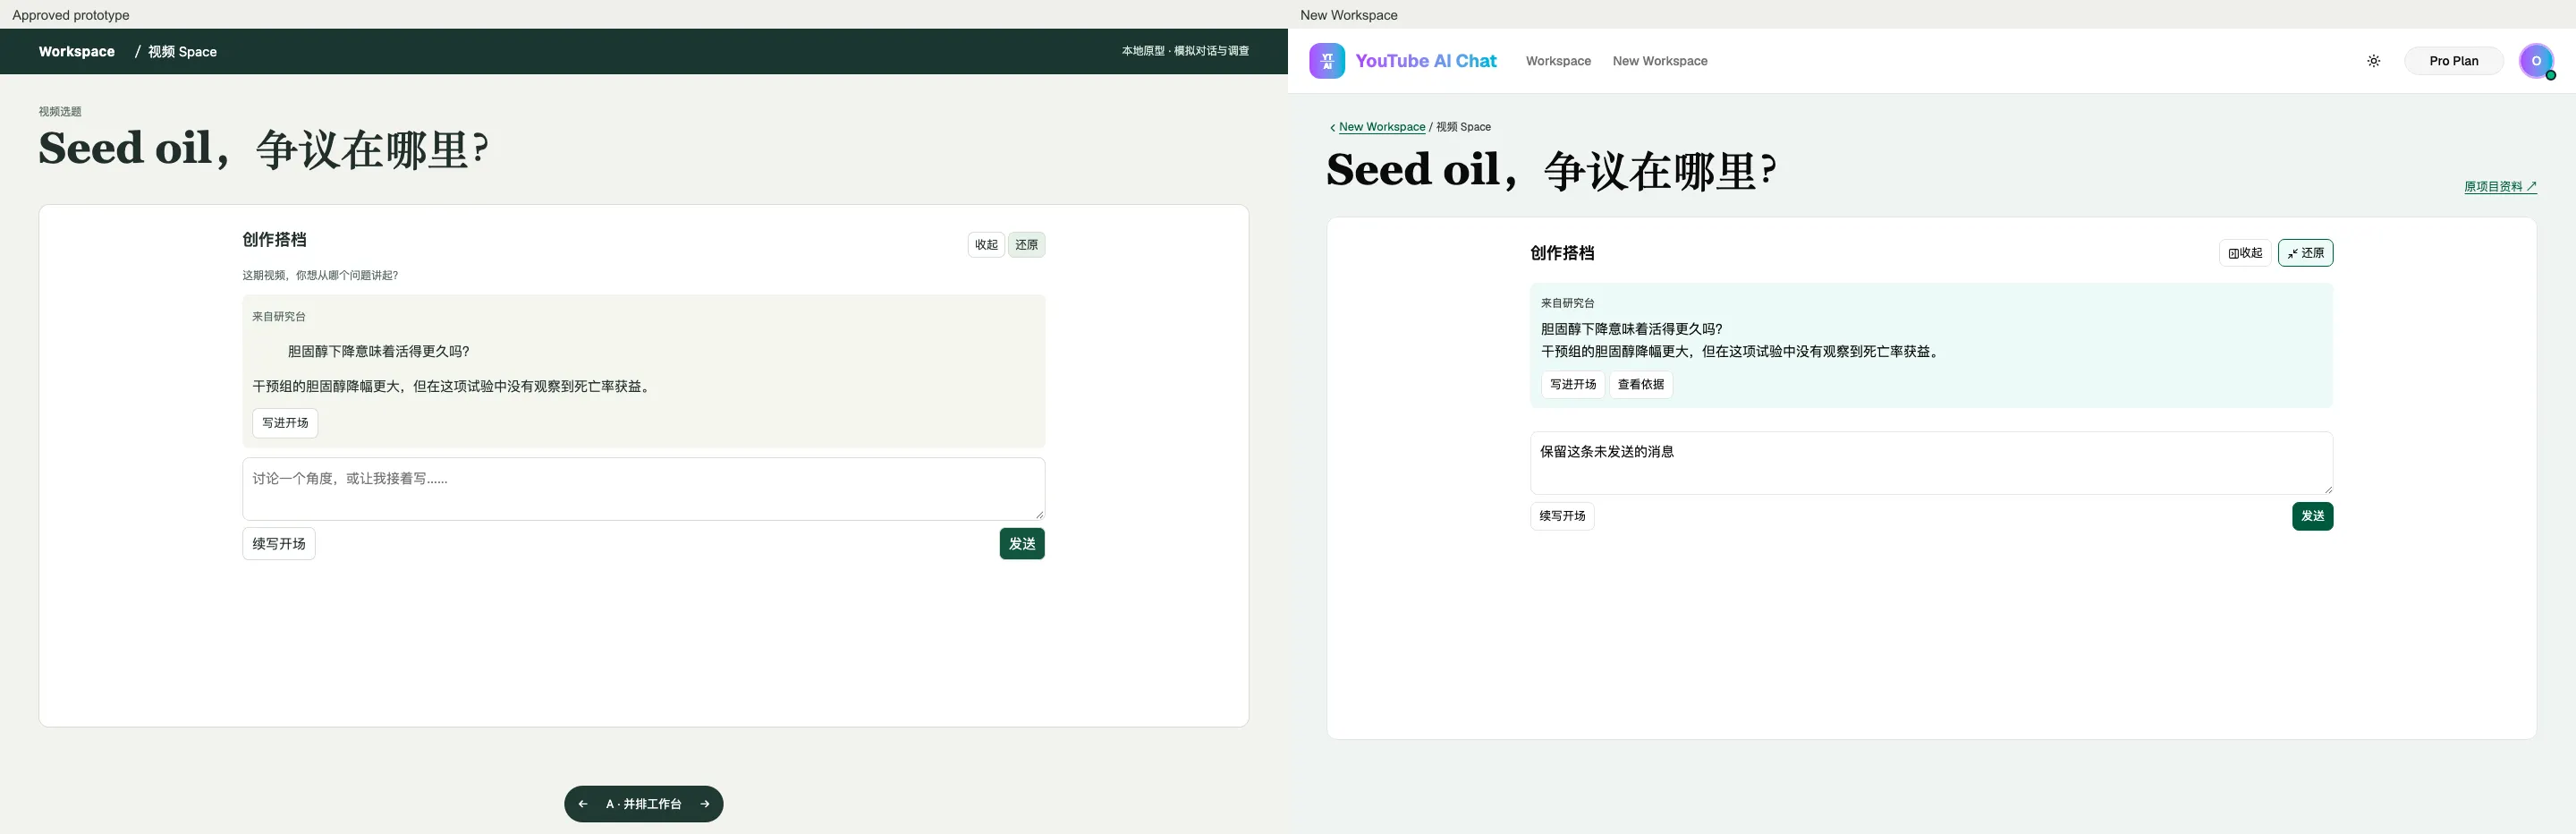 Approved prototype
Workspace / 视频 Space
本地原型 · 模拟对话与调查
视频选题
Seed oil，争议在哪里？
创作搭档
收起 还原
这期视频，你想从哪个问题讲起？
来自研究台
胆固醇下降意味着活得更久吗？
干预组的胆固醇降幅更大，但在这项试验中没有观察到死亡率获益。
写进开场
讨论一个角度，或让我接着写……
续写开场 发送
← A · 并排工作台 →
New Workspace
YT
AI
YouTube AI Chat Workspace New Workspace
Pro Plan O
‹ New Workspace / 视频 Space
Seed oil，争议在哪里？
原项目资料 ↗
创作搭档
收起 还原
来自研究台
胆固醇下降意味着活得更久吗？
干预组的胆固醇降幅更大，但在这项试验中没有观察到死亡率获益。
写进开场 查看依据
保留这条未发送的消息
续写开场 发送